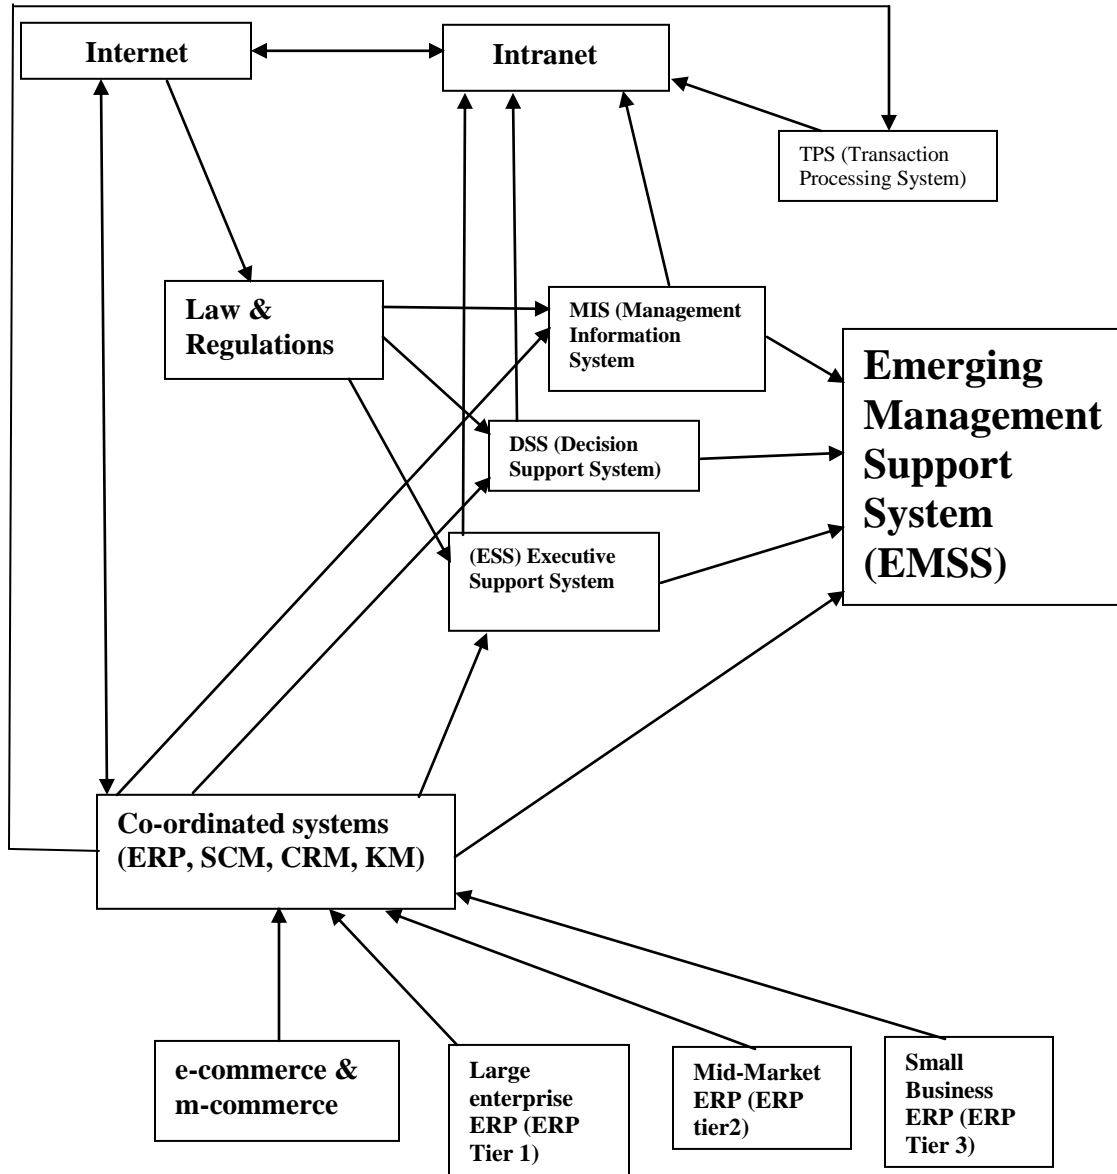 Internet
Intranet
TPS (Transaction
Processing System)
Law &
Regulations
MIS (Management
Information
System
Emerging
Management
Support
System
(EMSS)
DSS (Decision
Support System)
(ESS) Executive
Support System
Co-ordinated systems
(ERP, SCM, CRM, KM)
e-commerce &
m-commerce
Large
enterprise
ERP (ERP
Tier 1)
Mid-Market
ERP (ERP
tier2)
Small
Business
ERP (ERP
Tier 3)